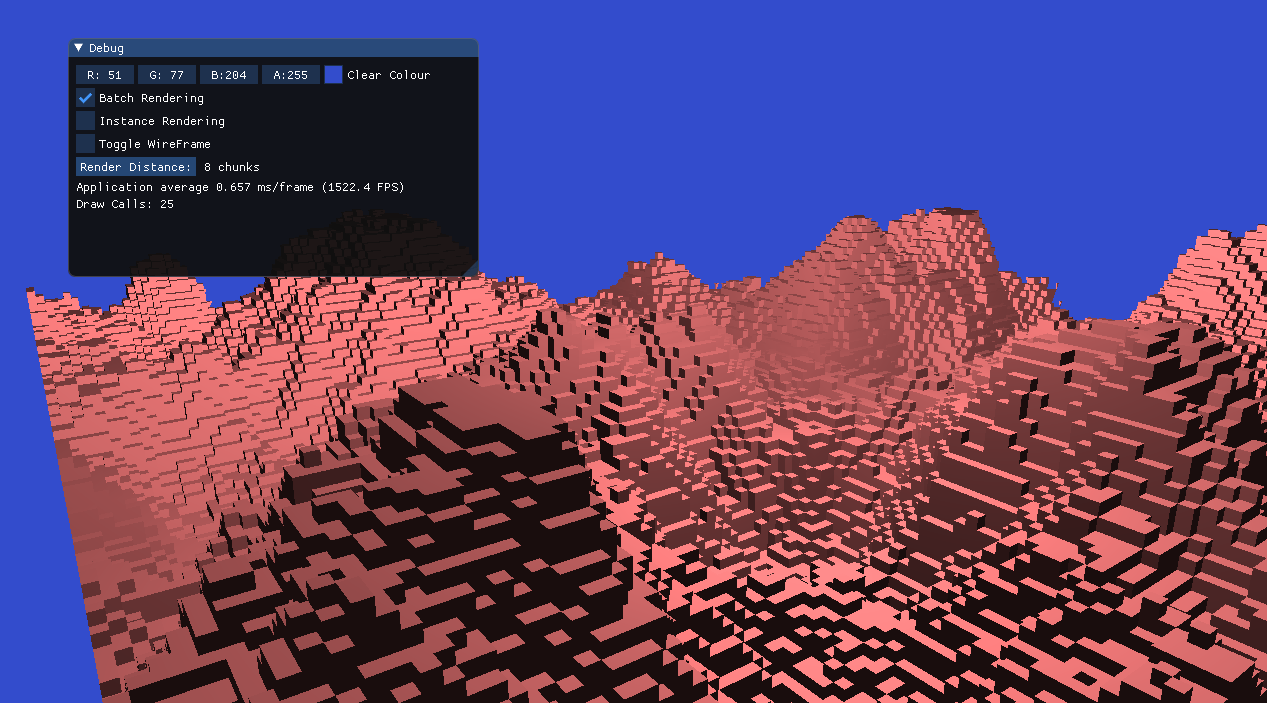 Debug
R: 51 G: 77 B:204 A:255 Clear Colour
Batch Rendering
Instance Rendering
Toggle WireFrame
Render Distance: 8 chunks
Application average 0.657 ms/frame (1522.4 FPS)
Draw Calls: 25